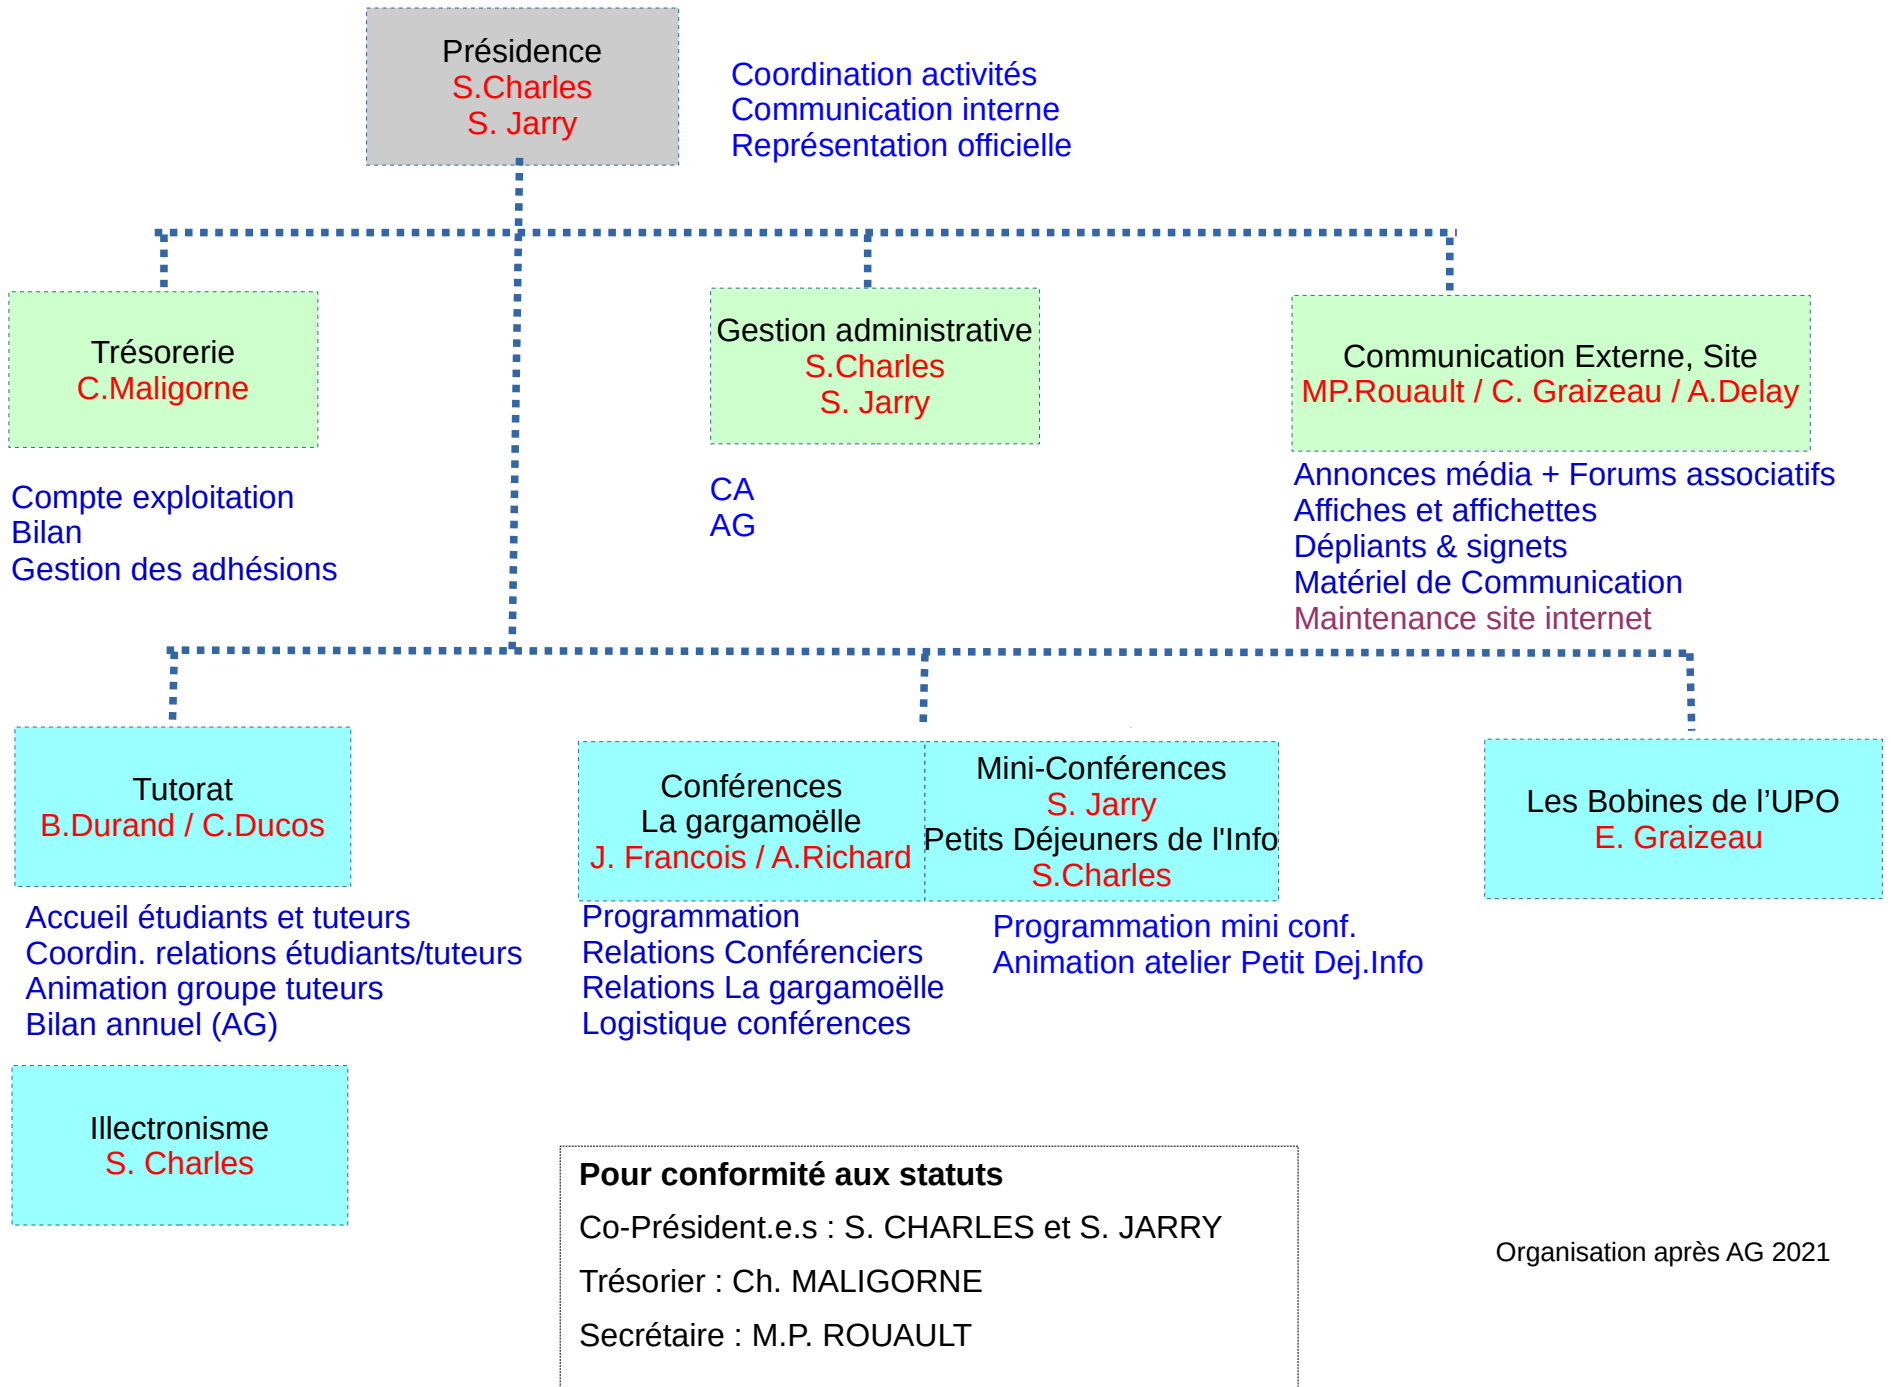 Présidence
S.Charles
S. Jarry
Coordination activités
Communication interne
Représentation officielle
Trésorerie
C.Maligorne
Compte exploitation
Bilan
Gestion des adhésions
Gestion administrative
S.Charles
S. Jarry
CA
AG
Communication Externe, Site
MP.Rouault / C. Graizeau / A.Delay
Annonces média + Forums associatifs
Affiches et affichettes
Dépliants & signets
Matériel de Communication
Maintenance site internet
Tutorat
B.Durand / C.Ducos
Accueil étudiants et tuteurs
Coordin. relations étudiants/tuteurs
Animation groupe tuteurs
Bilan annuel (AG)
Conférences
La gargamoëlle
J. Francois / A.Richard
Programmation
Relations Conférenciers
Relations La gargamoëlle
Logistique conférences
Mini-Conférences
S. Jarry
Petits Déjeuners de l'Info
S.Charles
Programmation mini conf.
Animation atelier Petit Dej.Info
Les Bobines de l’UPO
E. Graizeau
Illectronisme
S. Charles
Pour conformité aux statuts
Co-Président.e.s : S. CHARLES et S. JARRY
Trésorier : Ch. MALIGORNE
Secrétaire : M.P. ROUAULT
Organisation après AG 2021